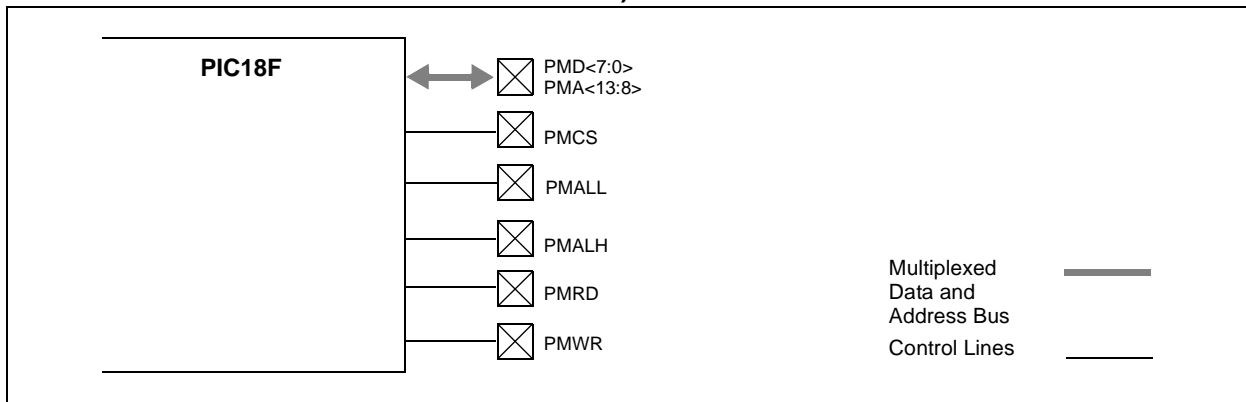 PIC18F
PMD<7:0>
PMA<13:8>
PMCS
PMALL
PMALH
PMRD
PMWR
Multiplexed
Data and
Address Bus
Control Lines